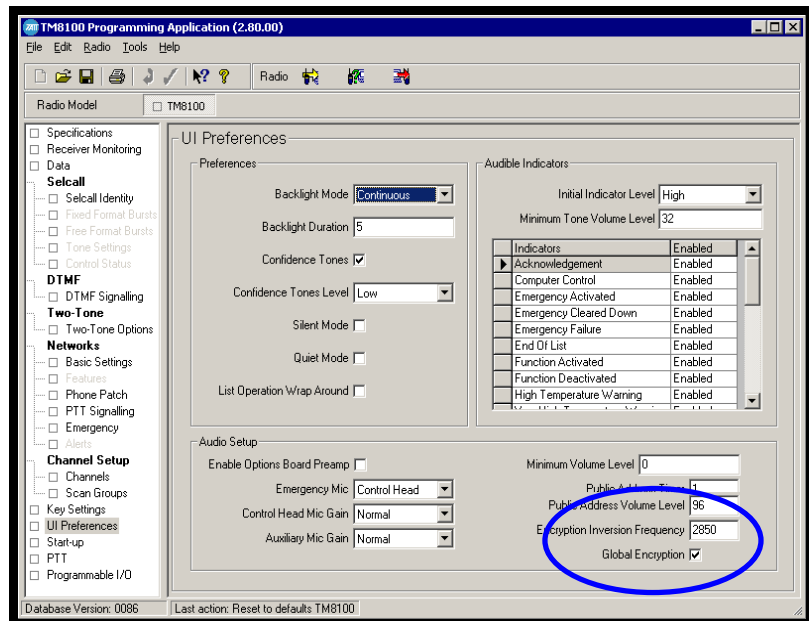 TM8100 Programming Application (2.80.00)
File Edit Radio Tools Help
Radio
Radio Model TM8100
Specifications
Receiver Monitoring
Data
Selcall
Selcall Identity
Fixed Format Bursts
Free Format Bursts
Tone Settings
Control Status
DTMF
DTMF Signalling
Two-Tone
Two-Tone Options
Networks
Basic Settings
Features
Phone Patch
PTT Signalling
Emergency
Alerts
Channel Setup
Channels
Scan Groups
Key Settings
UI Preferences
Start-up
PTT
Programmable I/O
UI Preferences
Preferences
Backlight Mode Continuous
Backlight Duration 5
Confidence Tones
Confidence Tones Level Low
Silent Mode
Quiet Mode
List Operation Wrap Around
Audible Indicators
Initial Indicator Level High
Minimum Tone Volume Level 32
Indicators Enabled
Acknowledgement Enabled
Computer Control Enabled
Emergency Activated Enabled
Emergency Cleared Down Enabled
Emergency Failure Enabled
End Of List Enabled
Function Activated Enabled
Function Deactivated Enabled
High Temperature Warning Enabled
Audio Setup
Enable Options Board Preamp
Emergency Mic Control Head
Control Head Mic Gain Normal
Auxiliary Mic Gain Normal
Minimum Volume Level 0
Public Address 1
Public Address Volume Level 96
Encryption Inversion Frequency 2850
Global Encryption
Database Version: 0086 Last action: Reset to defaults TM8100